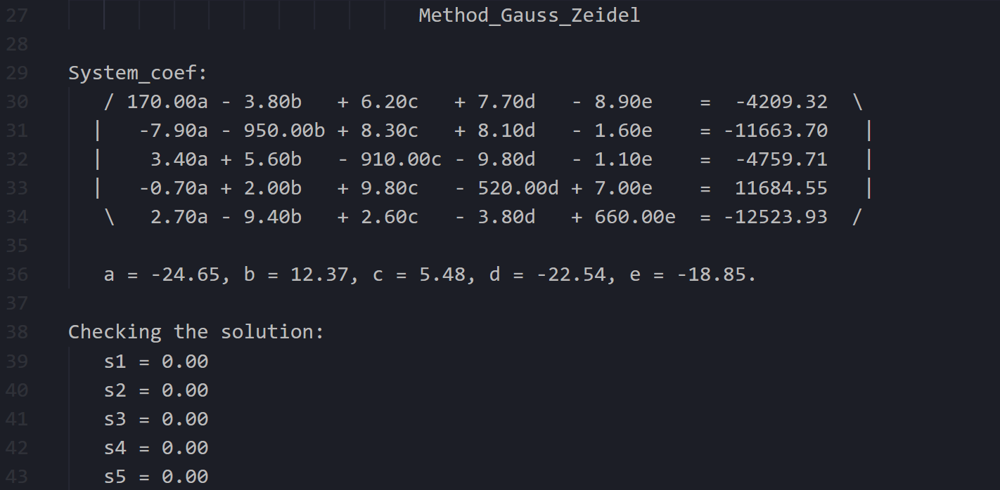 27 Method_Gauss_Zeidel
28
29 System_coef:
30 / 170.00a - 3.80b + 6.20c + 7.70d - 8.90e = -4209.32 \
31 | -7.90a - 950.00b + 8.30c + 8.10d - 1.60e = -11663.70 |
32 | 3.40a + 5.60b - 910.00c - 9.80d - 1.10e = -4759.71 |
33 | -0.70a + 2.00b + 9.80c - 520.00d + 7.00e = 11684.55 |
34 \ 2.70a - 9.40b + 2.60c - 3.80d + 660.00e = -12523.93 /
35
36 a = -24.65, b = 12.37, c = 5.48, d = -22.54, e = -18.85.
37
38 Checking the solution:
39 s1 = 0.00
40 s2 = 0.00
41 s3 = 0.00
42 s4 = 0.00
43 s5 = 0.00